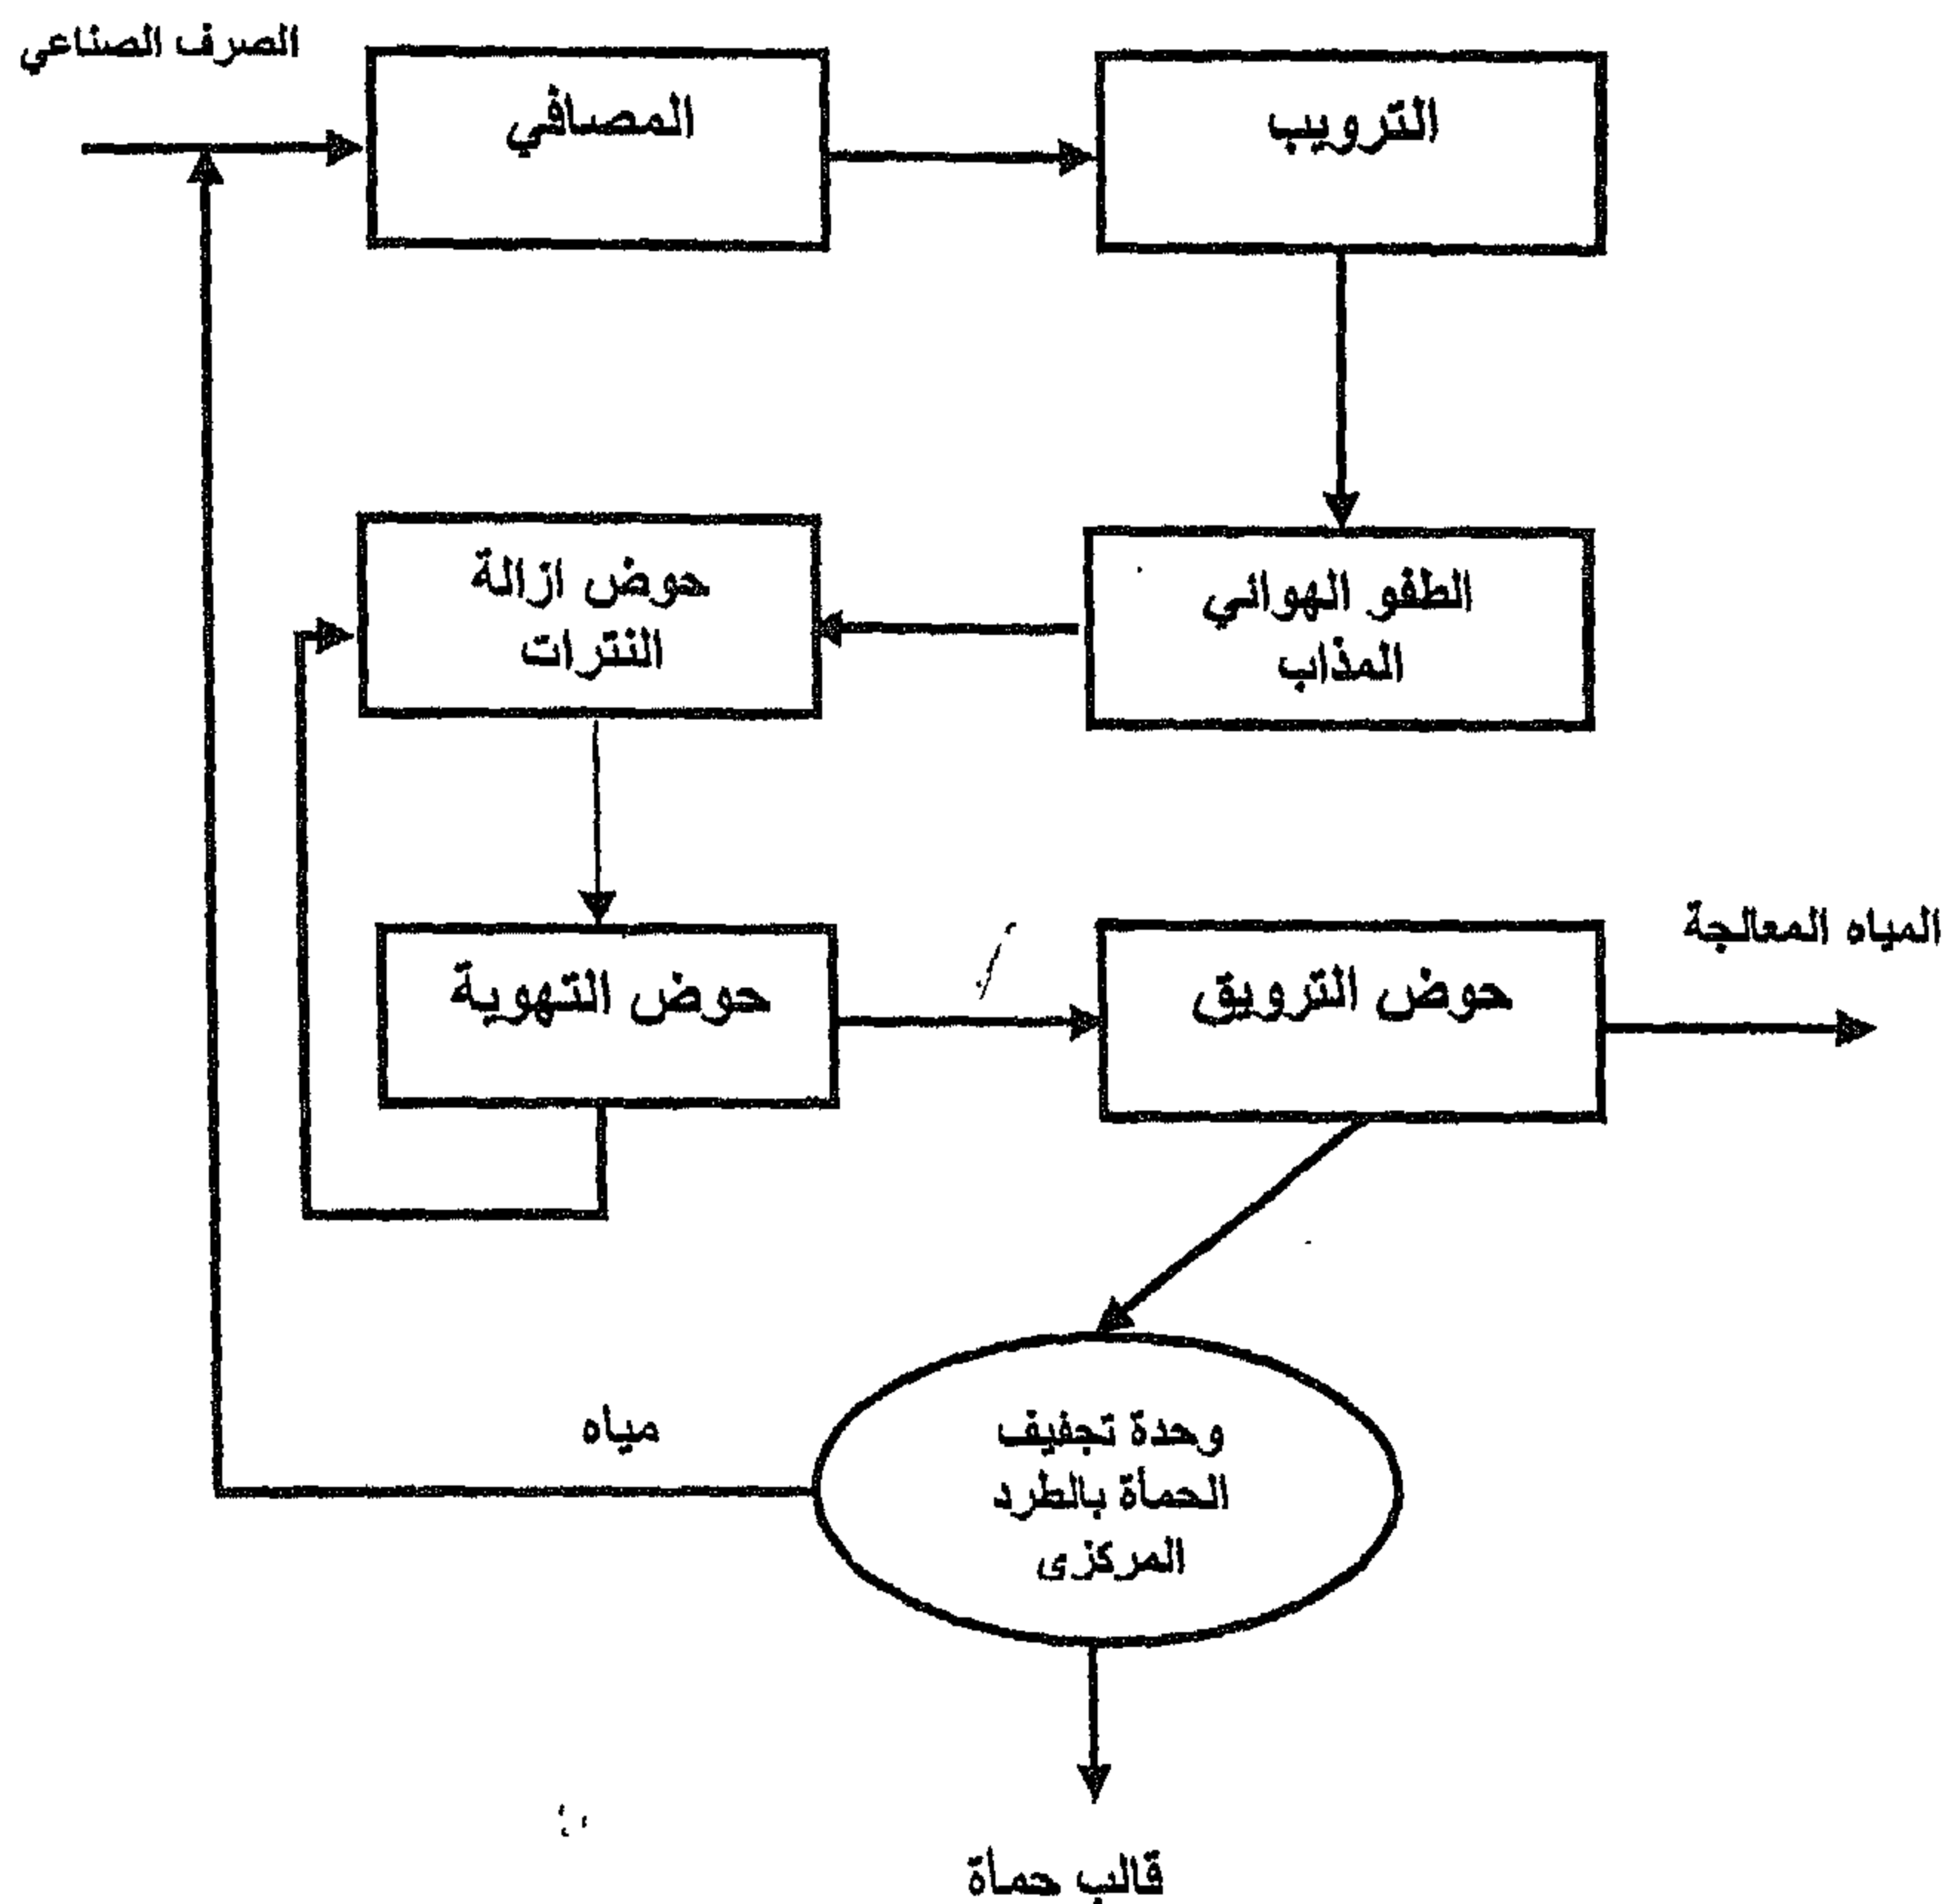 الصرف الصناعي
المصافي
الترويب
الطفو الهوائي
المذاب
حوض ازالة
النترات
حوض التهوية
حوض الترويق
المياه المعالجة
وحدة تجفيف
الحمأة بالطرد
المركزى
مياه
قالب حمأة